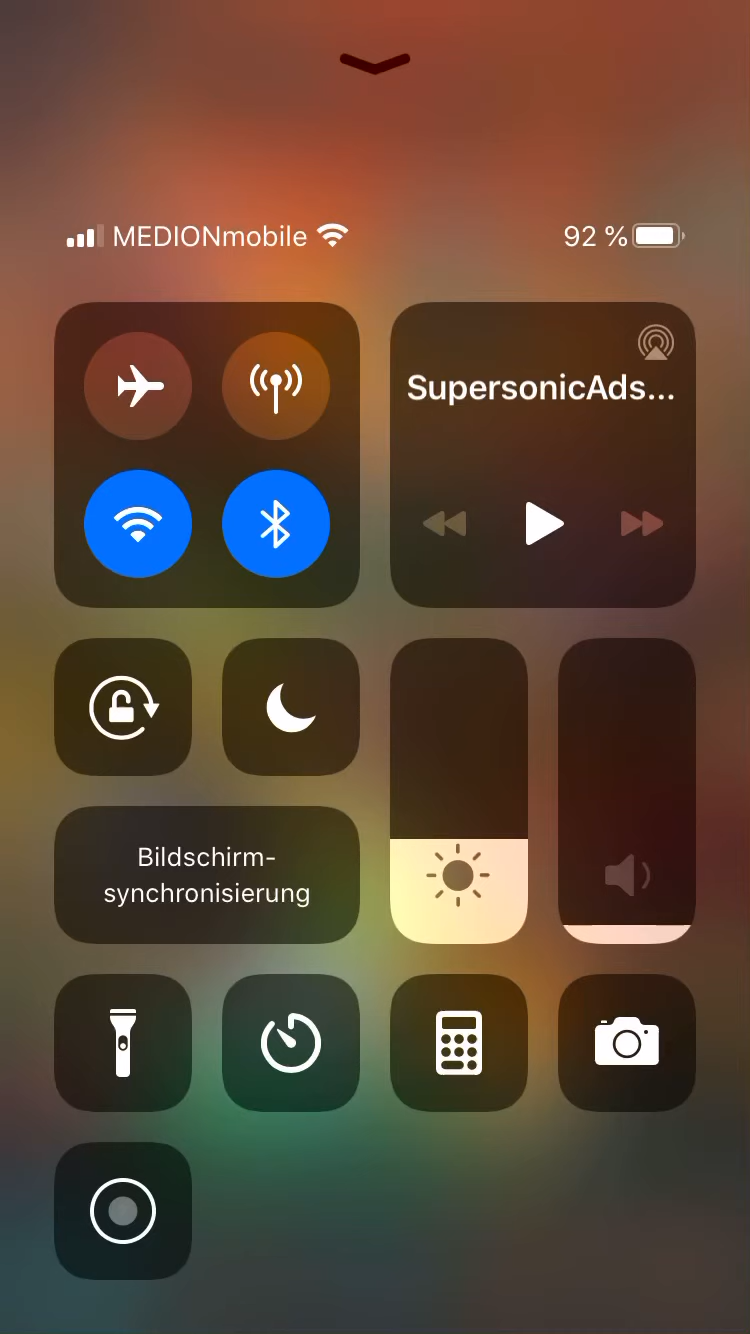 MEDIONmobile 92 %
SupersonicAds...
Bildschirm-
synchronisierung